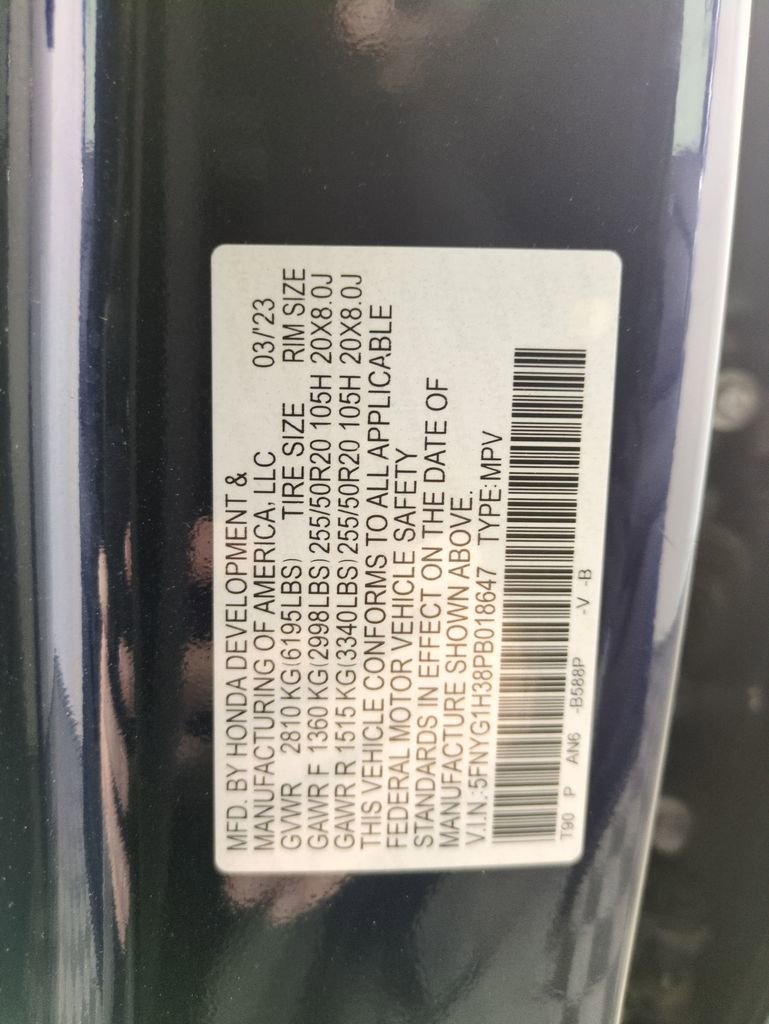 MFD. BY HONDA DEVELOPMENT &
MANUFACTURING OF AMERICA, LLC 03/'23
GVWR 2810 KG(6195LBS) TIRE SIZE RIM SIZE
GAWR F 1360 KG(2998LBS) 255/50R20 105H 20X8.0J
GAWR R 1515 KG(3340LBS) 255/50R20 105H 20X8.0J
THIS VEHICLE CONFORMS TO ALL APPLICABLE
FEDERAL MOTOR VEHICLE SAFETY
STANDARDS IN EFFECT ON THE DATE OF
MANUFACTURE SHOWN ABOVE.
V.I.N.:5FNYG1H38PB018647 TYPE:MPV
T90 P AN6 -B588P -V -B